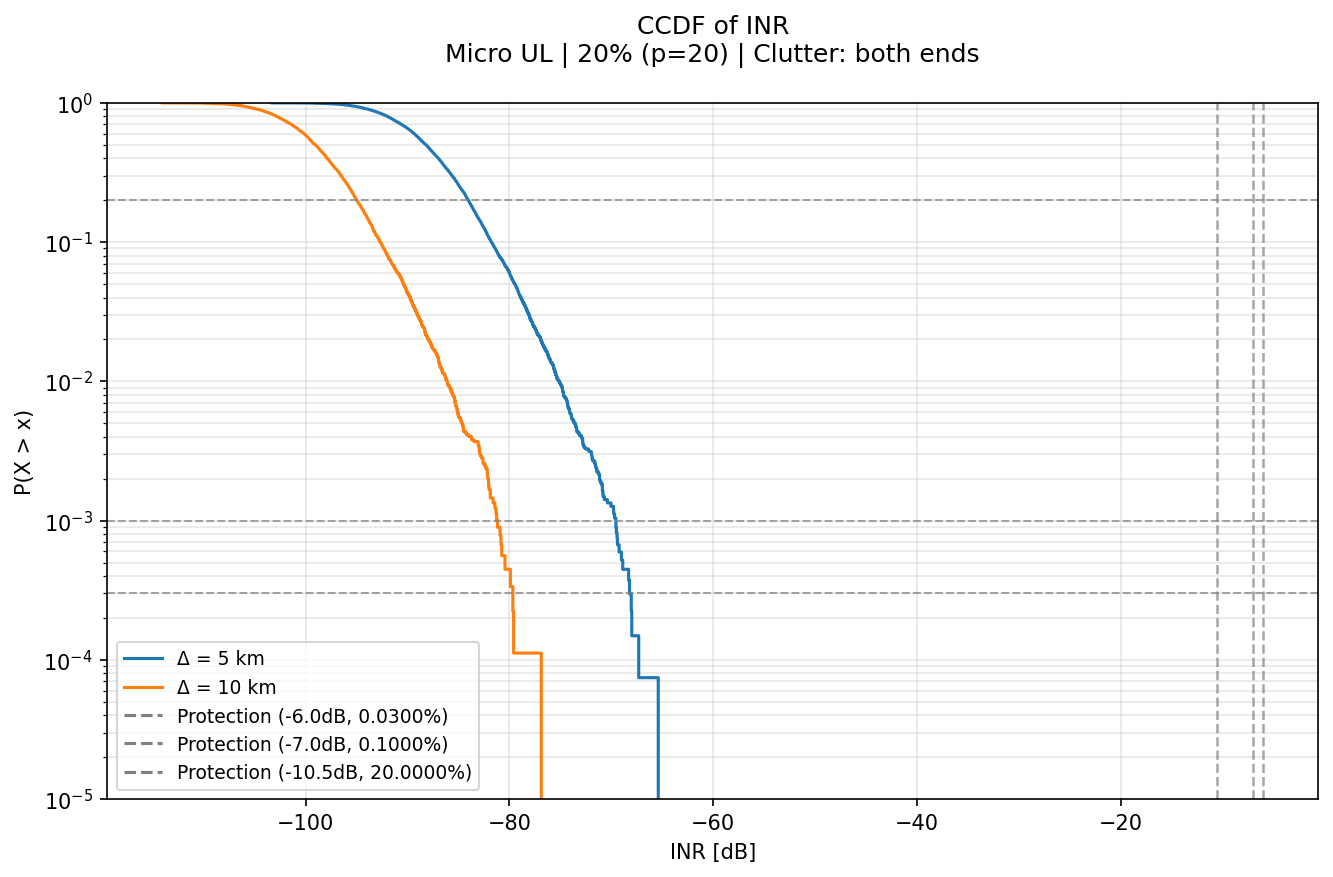 CCDF of INR
Micro UL | 20% (p=20) | Clutter: both ends
P(X > x)
10⁰
10⁻¹
10⁻²
10⁻³
10⁻⁴
10⁻⁵
Δ = 5 km
Δ = 10 km
Protection (-6.0dB, 0.0300%)
Protection (-7.0dB, 0.1000%)
Protection (-10.5dB, 20.0000%)
−100 −80 −60 −40 −20
INR [dB]